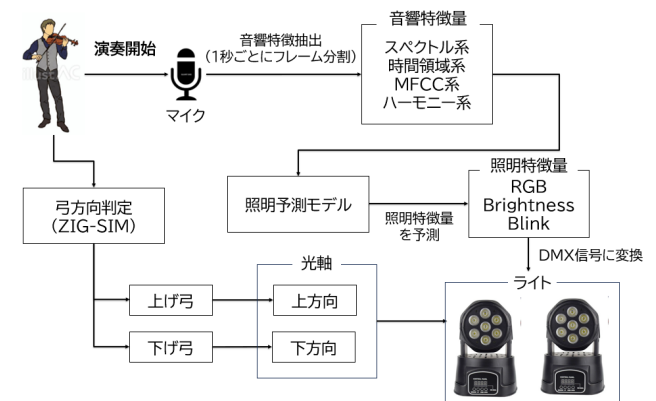 演奏開始
音響特徴抽出
(1秒ごとにフレーム分割)
マイク
音響特徴量
スペクトル系
時間領域系
MFCC系
ハーモニー系
弓方向判定
(ZIG-SIM)
照明予測モデル
照明特徴量
を予測
照明特徴量
RGB
Brightness
Blink
DMX信号に変換
光軸
ライト
上げ弓
上方向
下げ弓
下方向